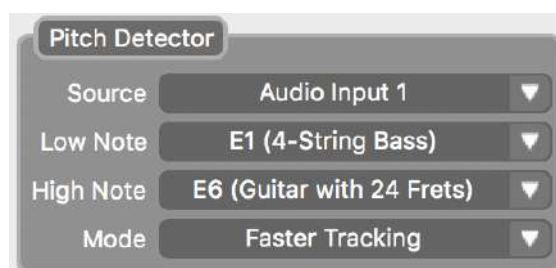 Pitch Detector
Source Audio Input 1
Low Note E1 (4-String Bass)
High Note E6 (Guitar with 24 Frets)
Mode Faster Tracking